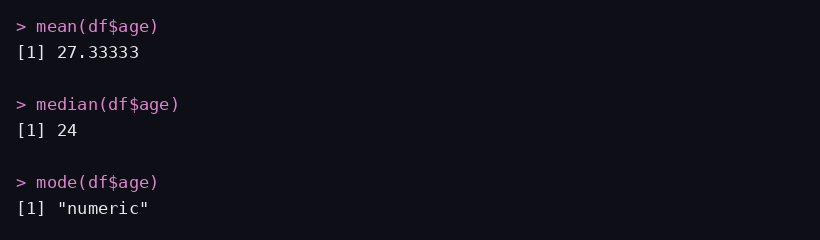 > mean(df$age)
[1] 27.33333
> median(df$age)
[1] 24
> mode(df$age)
[1] "numeric"